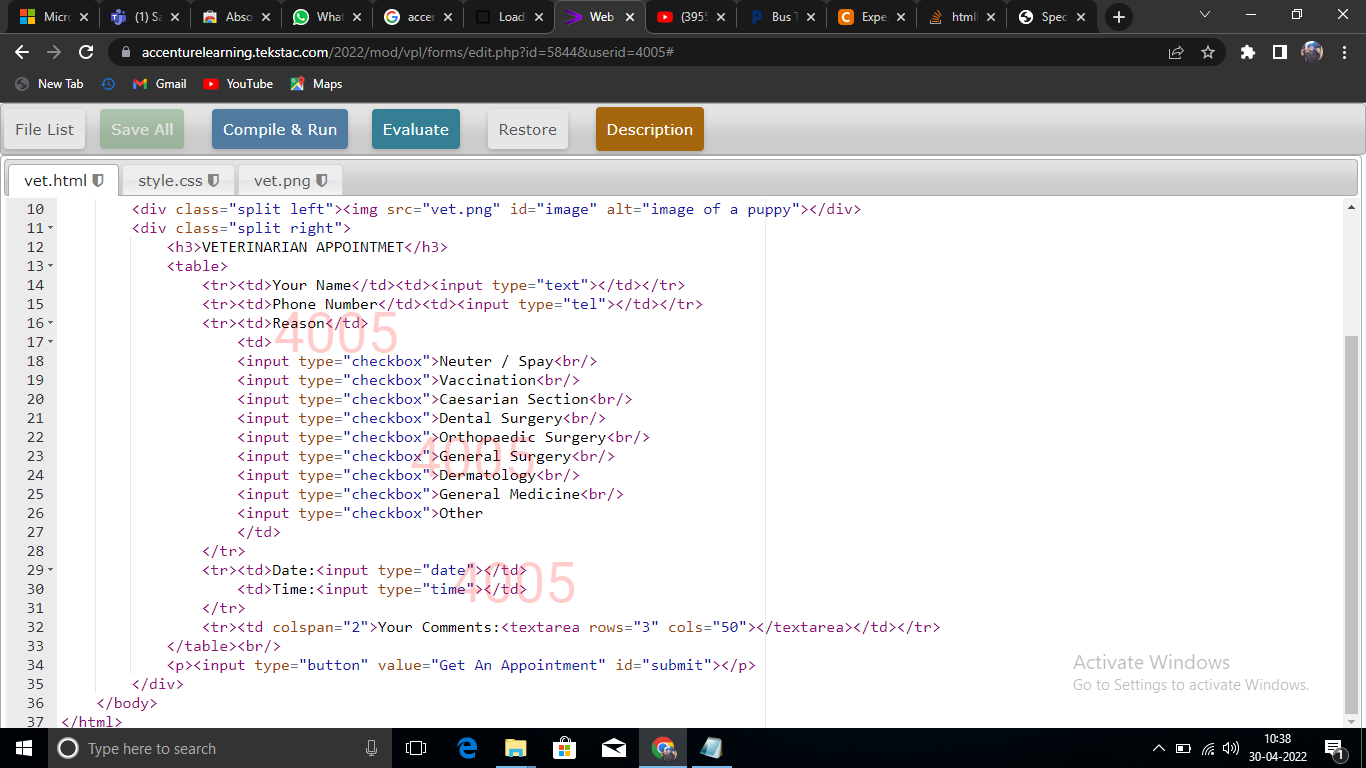 Micr
(1) Sa
Abso
What
accer
Load
Web
(3955
Bus T
Expe
html
Spec
accenturelearning.tekstac.com/2022/mod/vpl/forms/edit.php?id=5844&userid=4005#
New Tab Gmail YouTube Maps
File List Save All Compile & Run Evaluate Restore Description
vet.html style.css vet.png
10 <div class="split left"><img src="vet.png" id="image" alt="image of a puppy"></div>
11 <div class="split right">
12 <h3>VETERINARIAN APPOINTMET</h3>
13 <table>
14 <tr><td>Your Name</td><td><input type="text"></td></tr>
15 <tr><td>Phone Number</td><td><input type="tel"></td></tr>
16 <tr><td>Reason</td>
4005
17 <td>
18 <input type="checkbox">Neuter / Spay<br/>
19 <input type="checkbox">Vaccination<br/>
20 <input type="checkbox">Caesarian Section<br/>
21 <input type="checkbox">Dental Surgery<br/>
22 <input type="checkbox">Orthopaedic Surgery<br/>
4005
23 <input type="checkbox">General Surgery<br/>
24 <input type="checkbox">Dermatology<br/>
25 <input type="checkbox">General Medicine<br/>
26 <input type="checkbox">Other
27 </td>
28 </tr>
29 <tr><td>Date:<input type="date"></td>
4005
30 <td>Time:<input type="time"></td>
31 </tr>
32 <tr><td colspan="2">Your Comments:<textarea rows="3" cols="50"></textarea></td></tr>
33 </table><br/>
34 <p><input type="button" value="Get An Appointment" id="submit"></p>
35 </div>
36 </body>
37 </html>
Activate Windows
Go to Settings to activate Windows.
Type here to search
10:38
30-04-2022
1